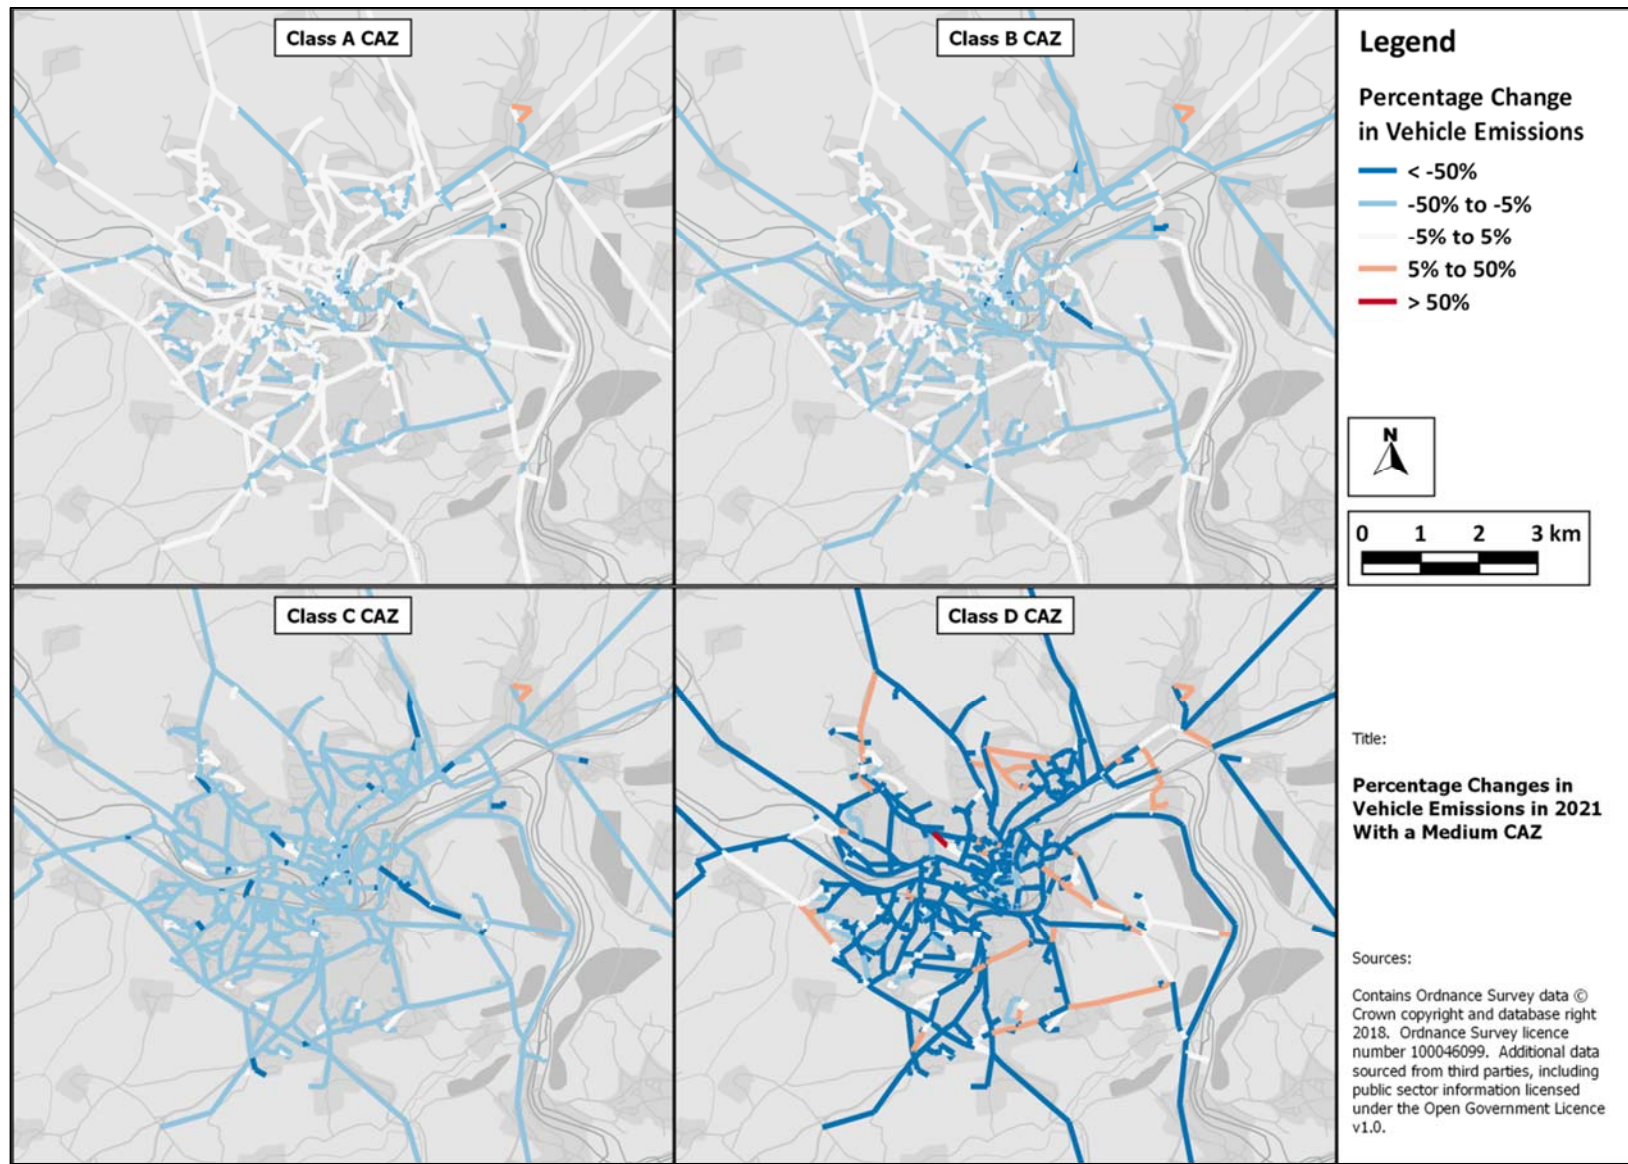 Class A CAZ
Class B CAZ
Class C CAZ
Class D CAZ
Legend
Percentage Change
in Vehicle Emissions
< -50%
-50% to -5%
-5% to 5%
5% to 50%
> 50%
N
0 1 2 3 km
Title:
Percentage Changes in
Vehicle Emissions in 2021
With a Medium CAZ
Sources:
Contains Ordnance Survey data ©
Crown copyright and database right
2018. Ordnance Survey licence
number 100046099. Additional data
sourced from third parties, including
public sector information licensed
under the Open Government Licence
v1.0.